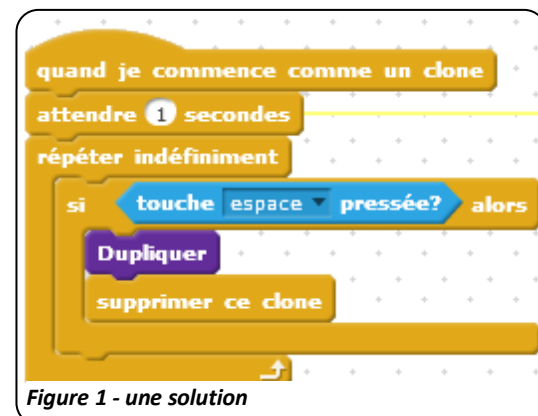 quand je commence comme un clone
attendre 1 secondes
répéter indéfiniment
si touche espace pressée? alors
Dupliquer
supprimer ce clone
Figure 1 - une solution